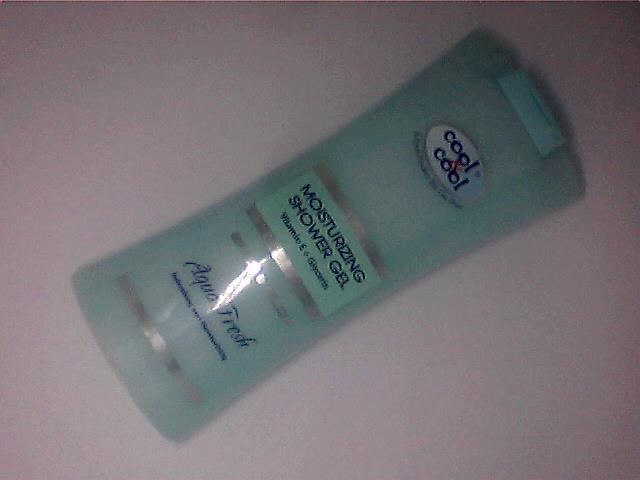 cool
& cool
MOISTURIZING
SHOWER GEL
Vitamin E + Glycerin
Aqua Fresh